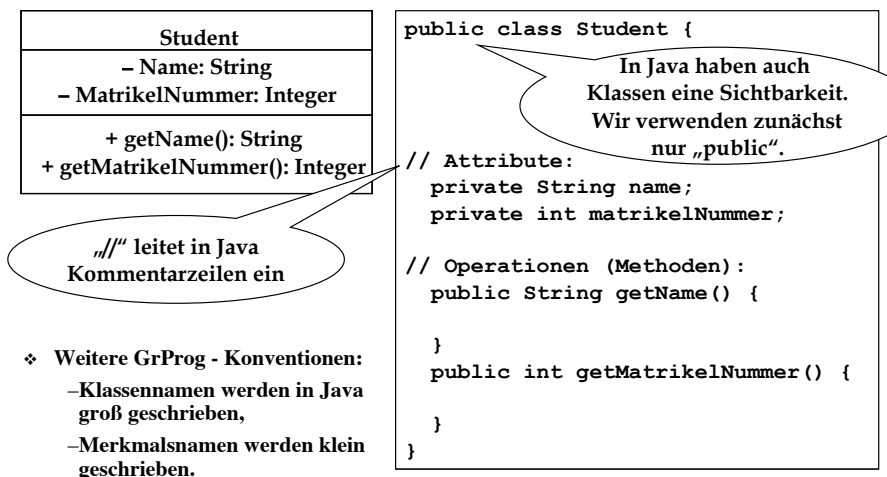 Student
– Name: String
– MatrikelNummer: Integer
+ getName(): String
+ getMatrikelNummer(): Integer
„//“ leitet in Java
Kommentarzeilen ein
❖ Weitere GrProg - Konventionen:
–Klassennamen werden in Java
groß geschrieben,
–Merkmalsnamen werden klein
geschrieben.
public class Student {
In Java haben auch
Klassen eine Sichtbarkeit.
Wir verwenden zunächst
nur „public“.
// Attribute:
private String name;
private int matrikelNummer;
// Operationen (Methoden):
public String getName() {
}
public int getMatrikelNummer() {
}
}